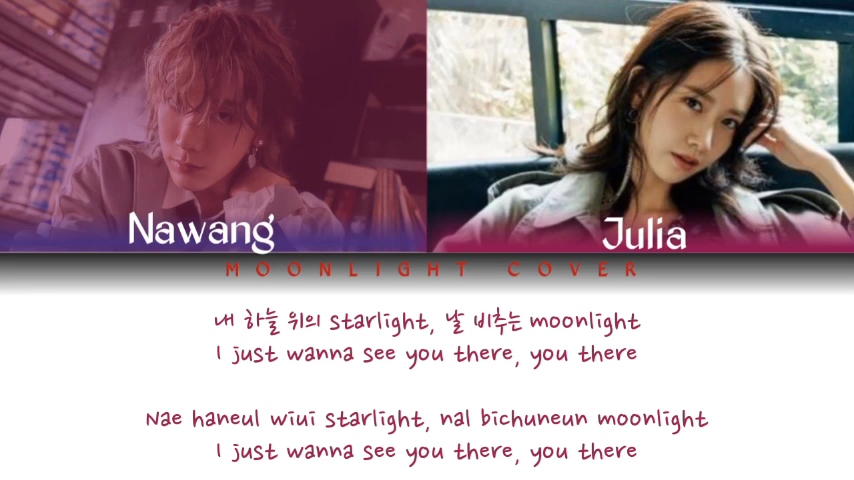 Nawang
Julia
MOONLIGHT COVER
내 하늘 위의 starlight, 날 비추는 moonlight
I just wanna see you there, you there
Nae haneul wiui starlight, nal bichuneun moonlight
I just wanna see you there, you there